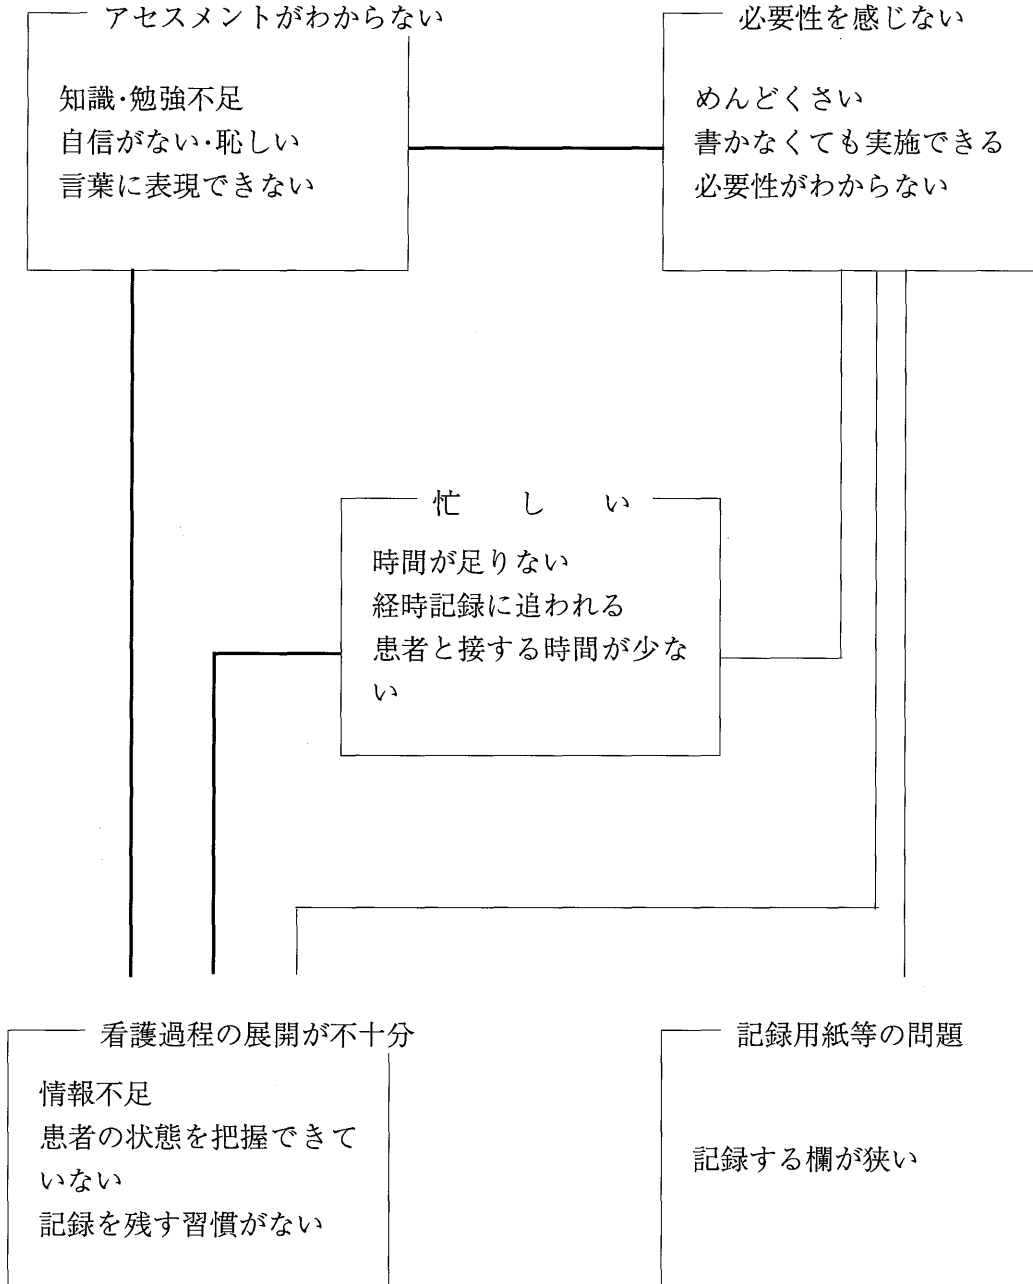 アセスメントがわからない
知識・勉強不足
自信がない・恥しい
言葉に表現できない
必要性を感じない
めんどくさい
書かなくても実施できる
必要性がわからない
忙しい
時間が足りない
経時記録に追われる
患者と接する時間が少な
い
看護過程の展開が不十分
情報不足
患者の状態を把握できて
いない
記録を残す習慣がない
記録用紙等の問題
記録する欄が狭い